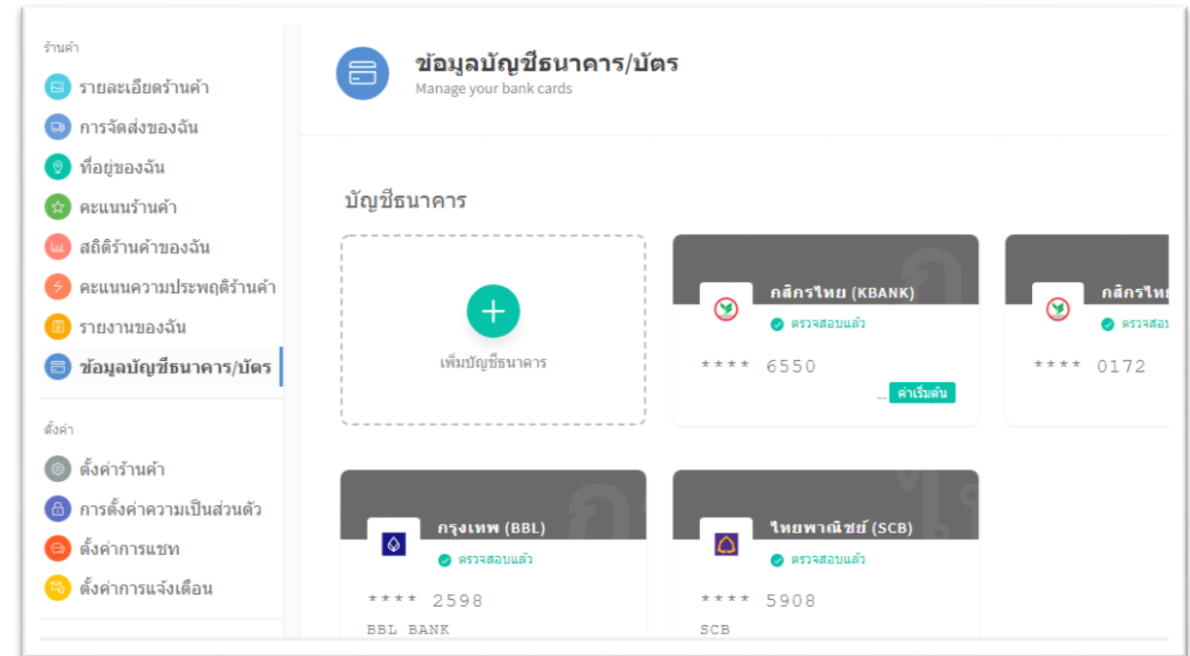 ร้านค้า
รายละเอียดร้านค้า
การจัดส่งของฉัน
ที่อยู่ของฉัน
คะแนนร้านค้า
สถิติร้านค้าของฉัน
คะแนนความประพฤติร้านค้า
รายงานของฉัน
ข้อมูลบัญชีธนาคาร/บัตร
ตั้งค่า
ตั้งค่าร้านค้า
การตั้งค่าความเป็นส่วนตัว
ตั้งค่าการแชท
ตั้งค่าการแจ้งเตือน
ข้อมูลบัญชีธนาคาร/บัตร
Manage your bank cards
บัญชีธนาคาร
เพิ่มบัญชีธนาคาร
กสิกรไทย (KBANK)
ตรวจสอบแล้ว
**** 6550
... ค่าเริ่มต้น
กสิกรไทย
ตรวจสอบ
**** 0172
กรุงเทพ (BBL)
ตรวจสอบแล้ว
**** 2598
BBL BANK
ไทยพาณิชย์ (SCB)
ตรวจสอบแล้ว
**** 5908
SCB